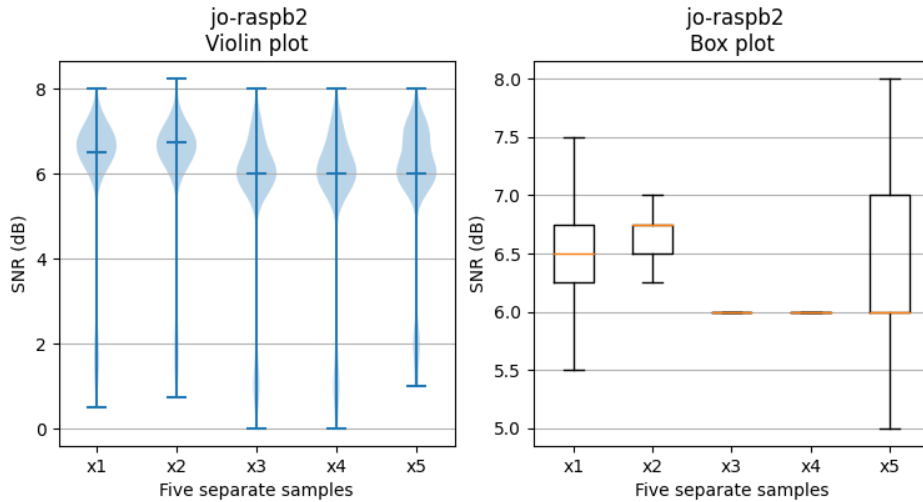 jo-raspb2
Violin plot
8
6
4
2
0
SNR (dB)
x1 x2 x3 x4 x5
Five separate samples
jo-raspb2
Box plot
8.0
7.5
7.0
6.5
6.0
5.5
5.0
SNR (dB)
x1 x2 x3 x4 x5
Five separate samples